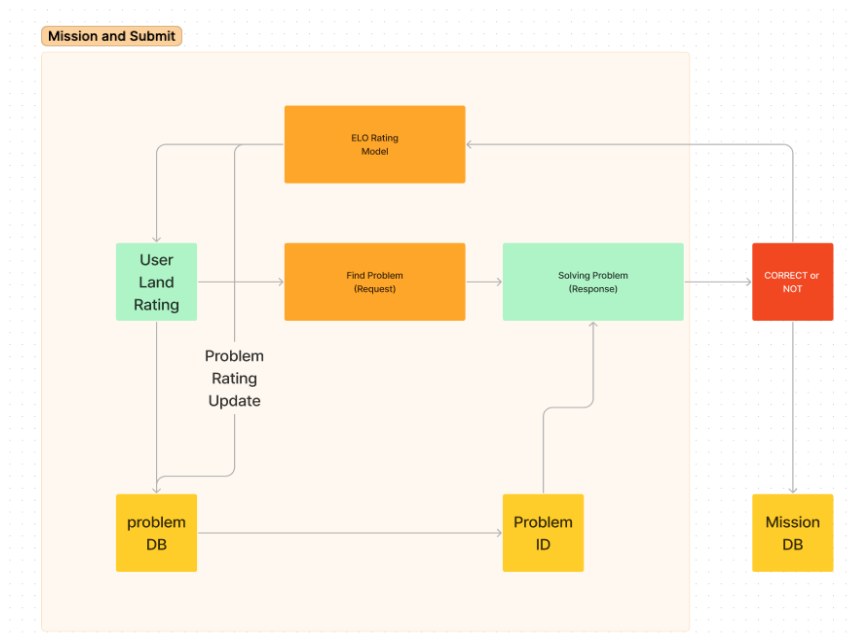 Mission and Submit
ELO Rating
Model
User
Land
Rating
Find Problem
(Request)
Solving Problem
(Response)
CORRECT or
NOT
Problem
Rating
Update
problem
DB
Problem
ID
Mission
DB